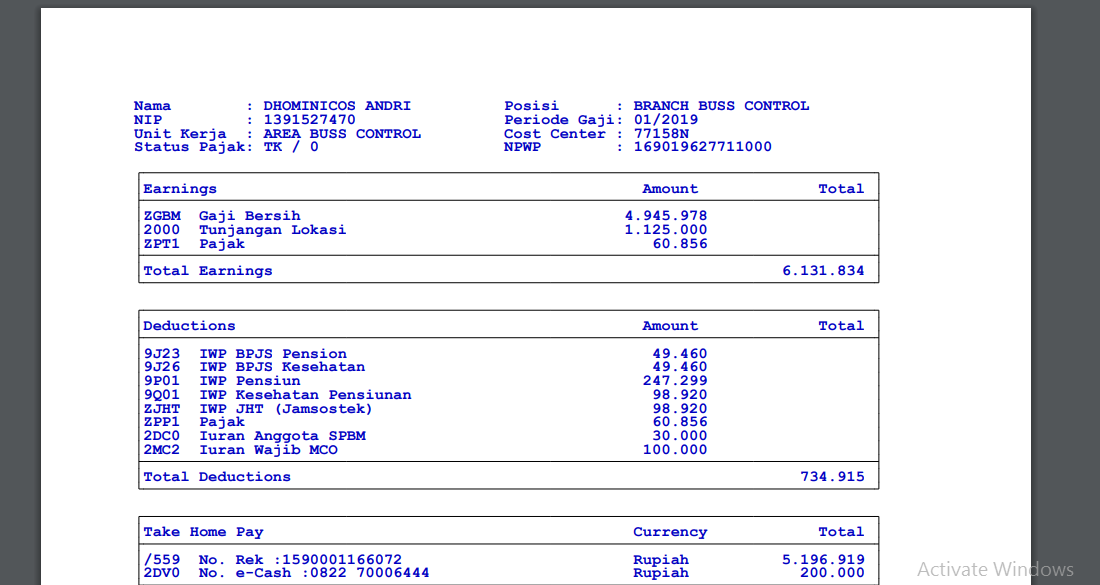 Nama : DHOMINICOS ANDRI Posisi : BRANCH BUSS CONTROL
NIP : 1391527470 Periode Gaji: 01/2019
Unit Kerja : AREA BUSS CONTROL Cost Center : 77158N
Status Pajak: TK / 0 NPWP : 169019627711000
Earnings Amount Total
ZGBM Gaji Bersih 4.945.978
2000 Tunjangan Lokasi 1.125.000
ZPT1 Pajak 60.856
Total Earnings 6.131.834
Deductions Amount Total
9J23 IWP BPJS Pension 49.460
9J26 IWP BPJS Kesehatan 49.460
9P01 IWP Pensiun 247.299
9Q01 IWP Kesehatan Pensiunan 98.920
ZJHT IWP JHT (Jamsostek) 98.920
ZPP1 Pajak 60.856
2DC0 Iuran Anggota SPBM 30.000
2MC2 Iuran Wajib MCO 100.000
Total Deductions 734.915
Take Home Pay Currency Total
/559 No. Rek :1590001166072 Rupiah 5.196.919
2DV0 No. e-Cash :0822 70006444 Rupiah 200.000
Activate Windows